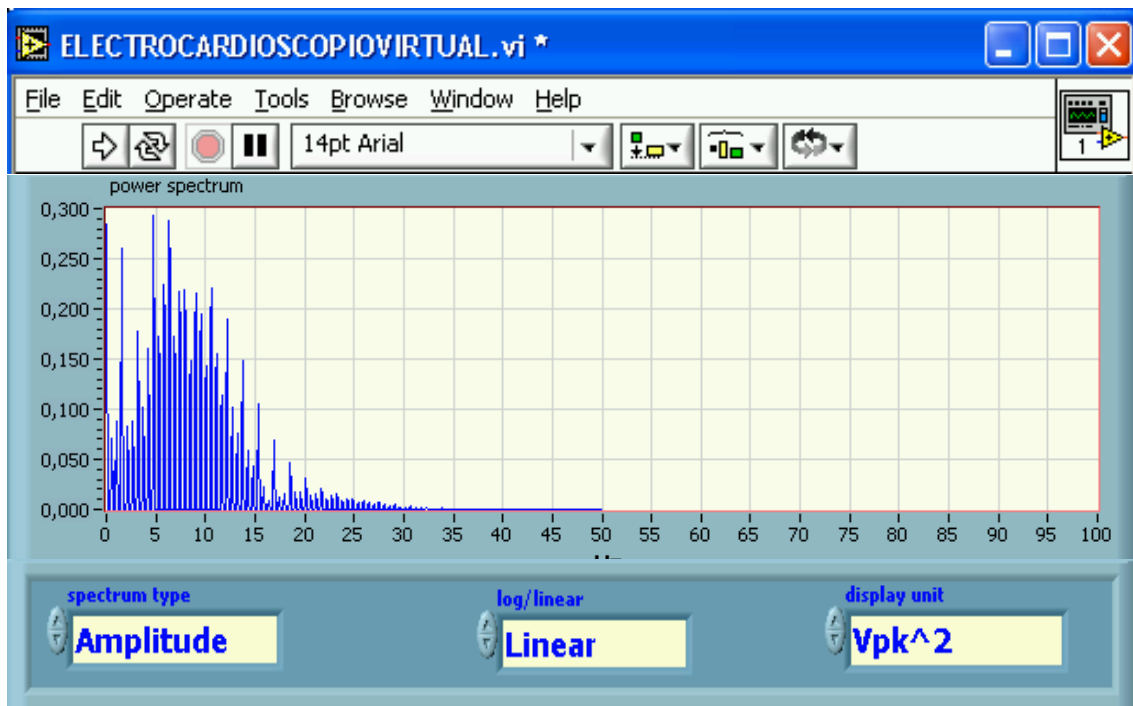 ELECTROCARDIOSCOPIOVIRTUAL.vi *
File Edit Operate Tools Browse Window Help
14pt Arial
1
power spectrum
0,300
0,250
0,200
0,150
0,100
0,050
0,000
0 5 10 15 20 25 30 35 40 45 50 55 60 65 70 75 80 85 90 95 100
spectrum type log/linear display unit
Amplitude Linear Vpk^2